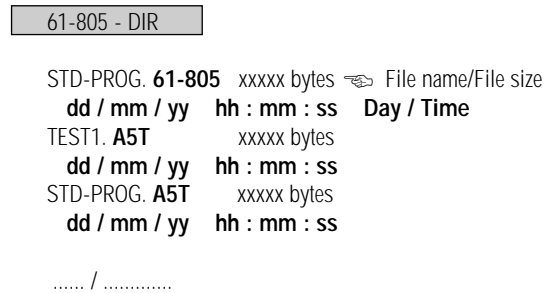 61-805 - DIR
STD-PROG. 61-805 xxxxx bytes ☜ File name/File size
dd / mm / yy hh : mm : ss Day / Time
TEST1. A5T xxxxx bytes
dd / mm / yy hh : mm : ss
STD-PROG. A5T xxxxx bytes
dd / mm / yy hh : mm : ss
...... / .............